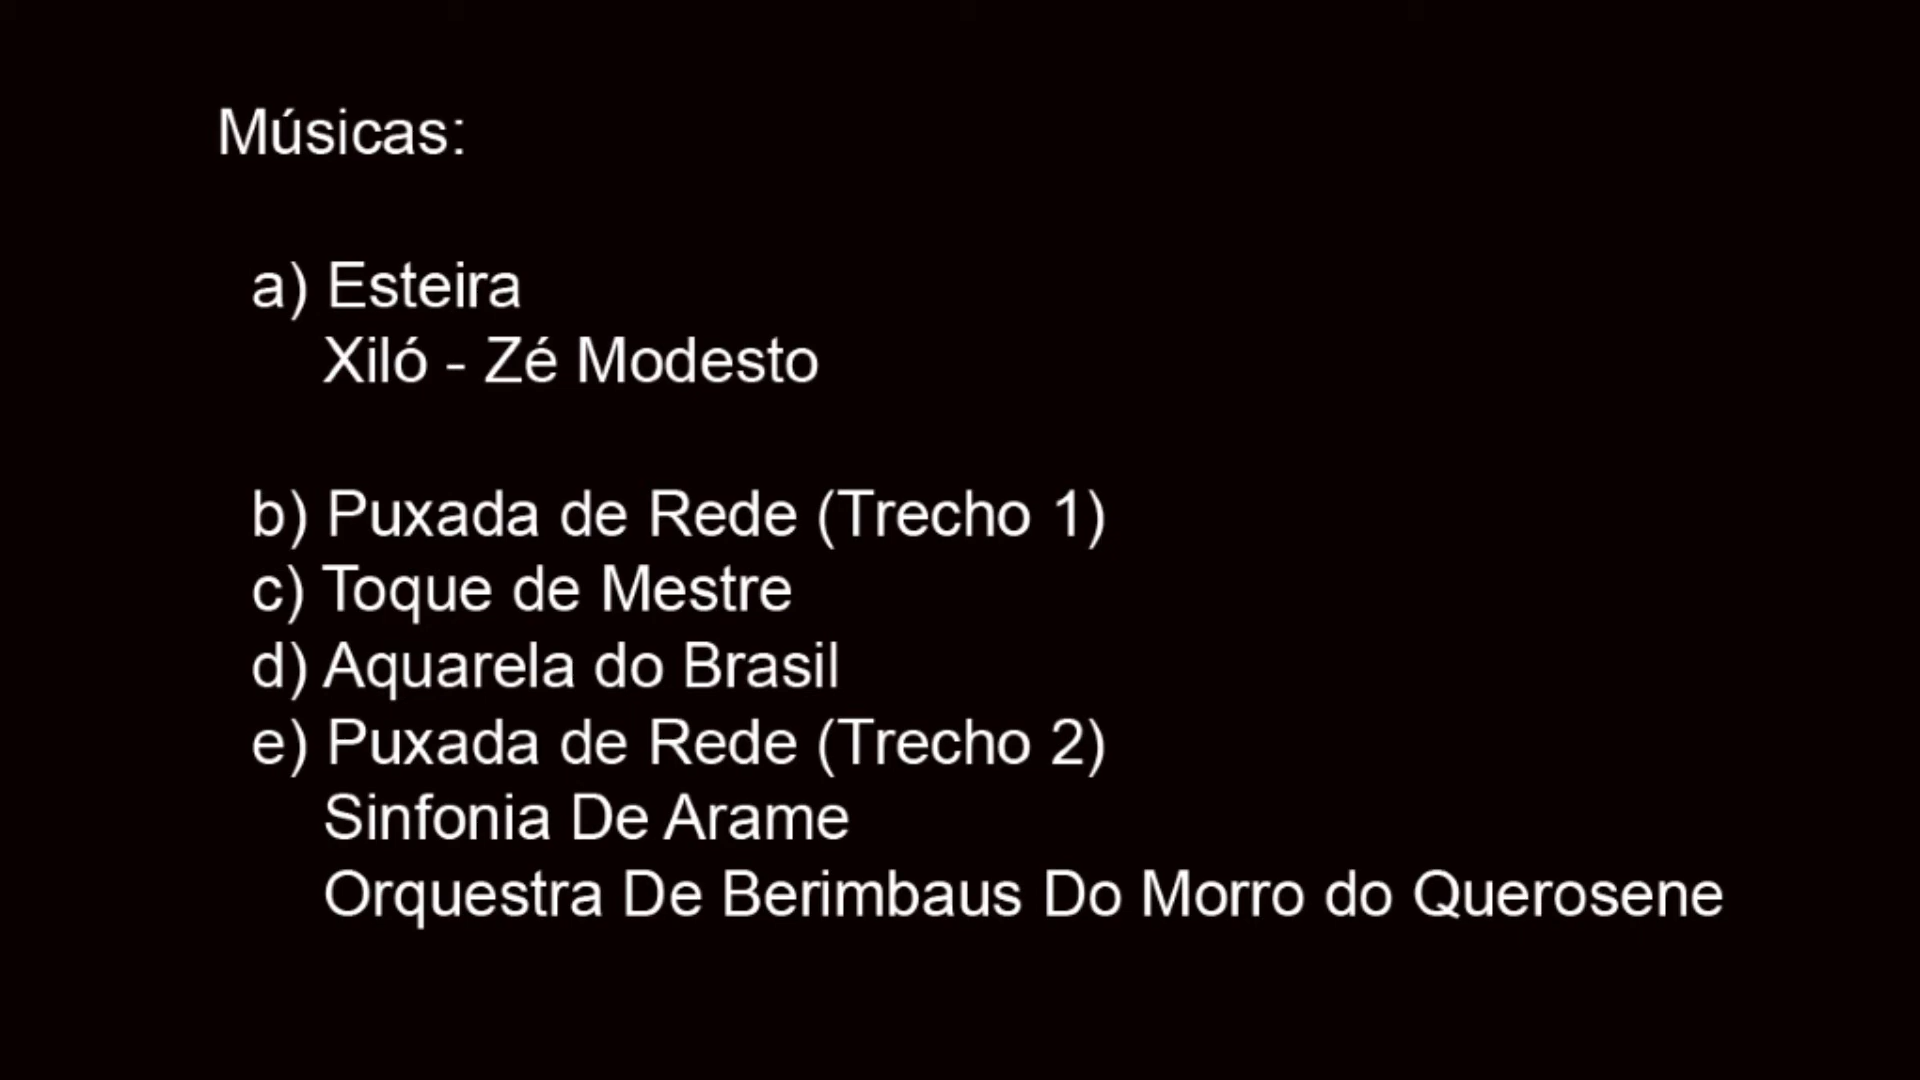 Músicas:
a) Esteira
Xiló - Zé Modesto
b) Puxada de Rede (Trecho 1)
c) Toque de Mestre
d) Aquarela do Brasil
e) Puxada de Rede (Trecho 2)
Sinfonia De Arame
Orquestra De Berimbaus Do Morro do Querosene